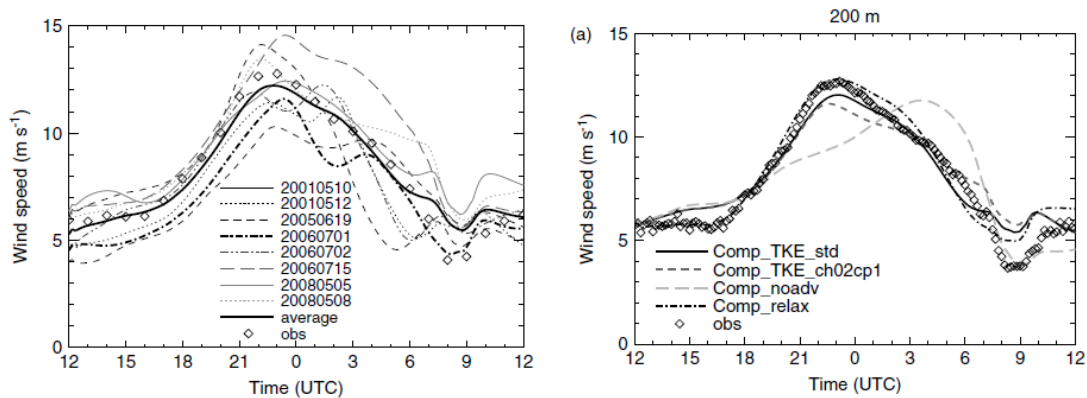 15
10
5
0
Wind speed (m s-1)
20010510
20010512
20050619
20060701
20060702
20060715
20080505
20080508
average
obs
12 15 18 21 0 3 6 9 12
Time (UTC)
(a)
200 m
15
10
5
0
Wind speed (m s-1)
Comp_TKE_std
Comp_TKE_ch02cp1
Comp_noadv
Comp_relax
obs
12 15 18 21 0 3 6 9 12
Time (UTC)